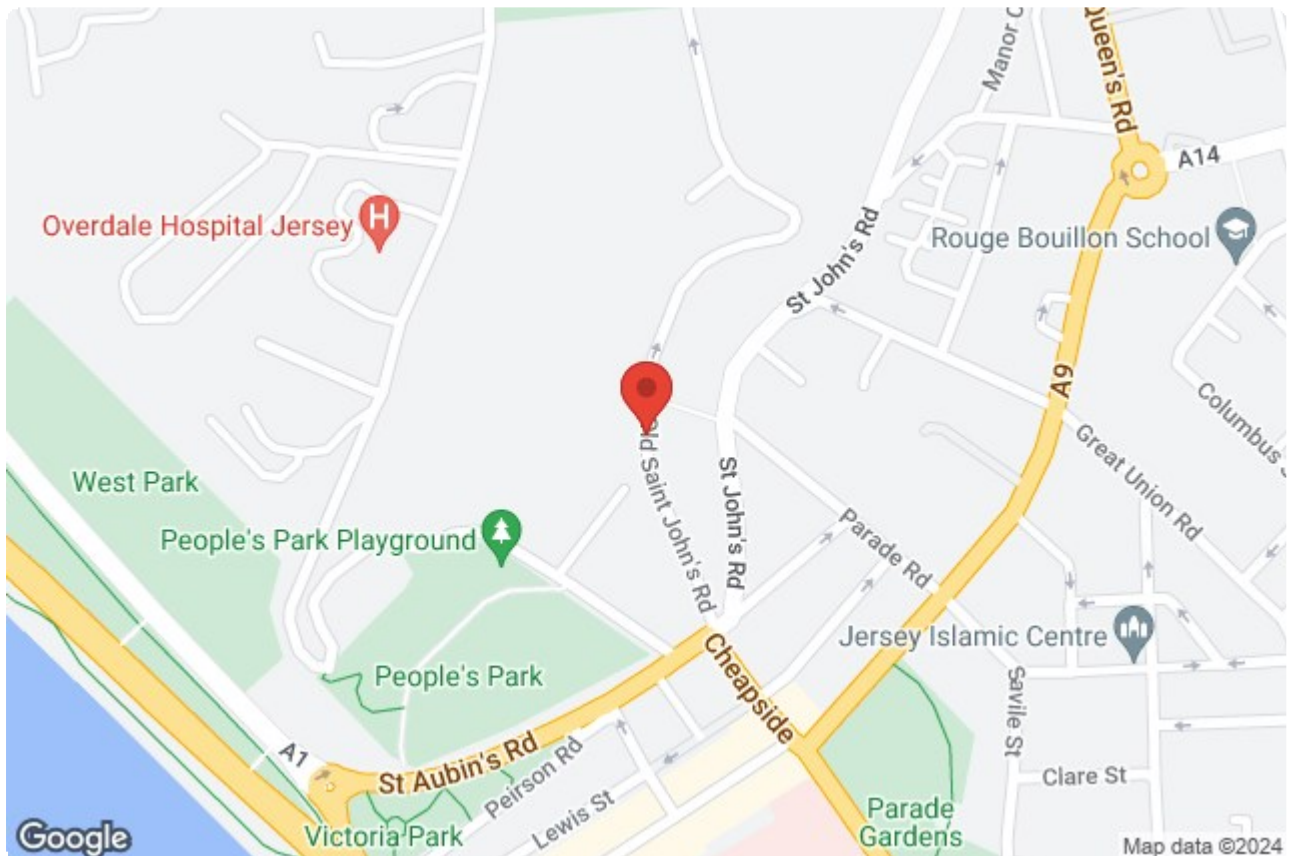 Queen's Rd
Manor
A14
Overdale Hospital Jersey
H
St John's Rd
Rouge Bouillon School
A9
Columbus
Great Union Rd
Old Saint John's Rd
St John's Rd
West Park
People's Park Playground
Parade Rd
Jersey Islamic Centre
Cheapside
People's Park
Savile St
A1
St Aubin's Rd
Peirson Rd
Clare St
Lewis St
Parade
Gardens
Victoria Park
Google
Map data ©2024